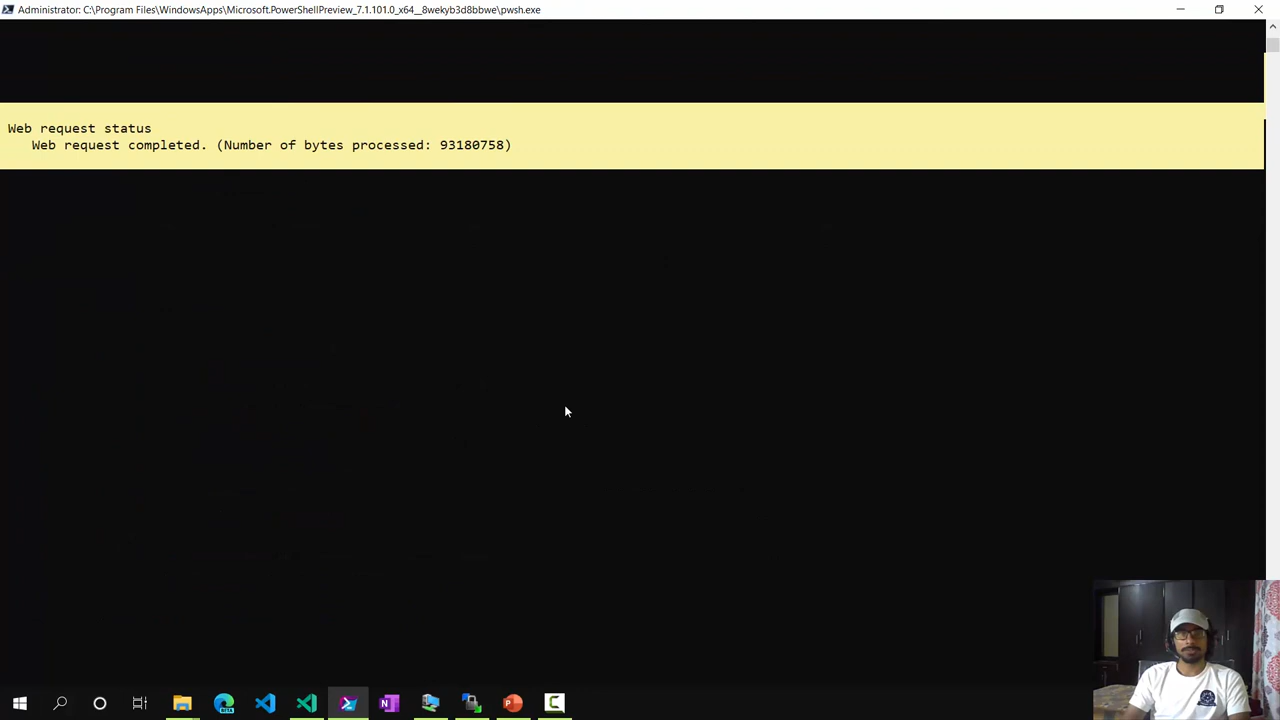 Administrator: C:\Program Files\WindowsApps\Microsoft.PowerShellPreview_7.1.101.0_x64__8wekyb3d8bbwe\pwsh.exe
Web request status
Web request completed. (Number of bytes processed: 93180758)